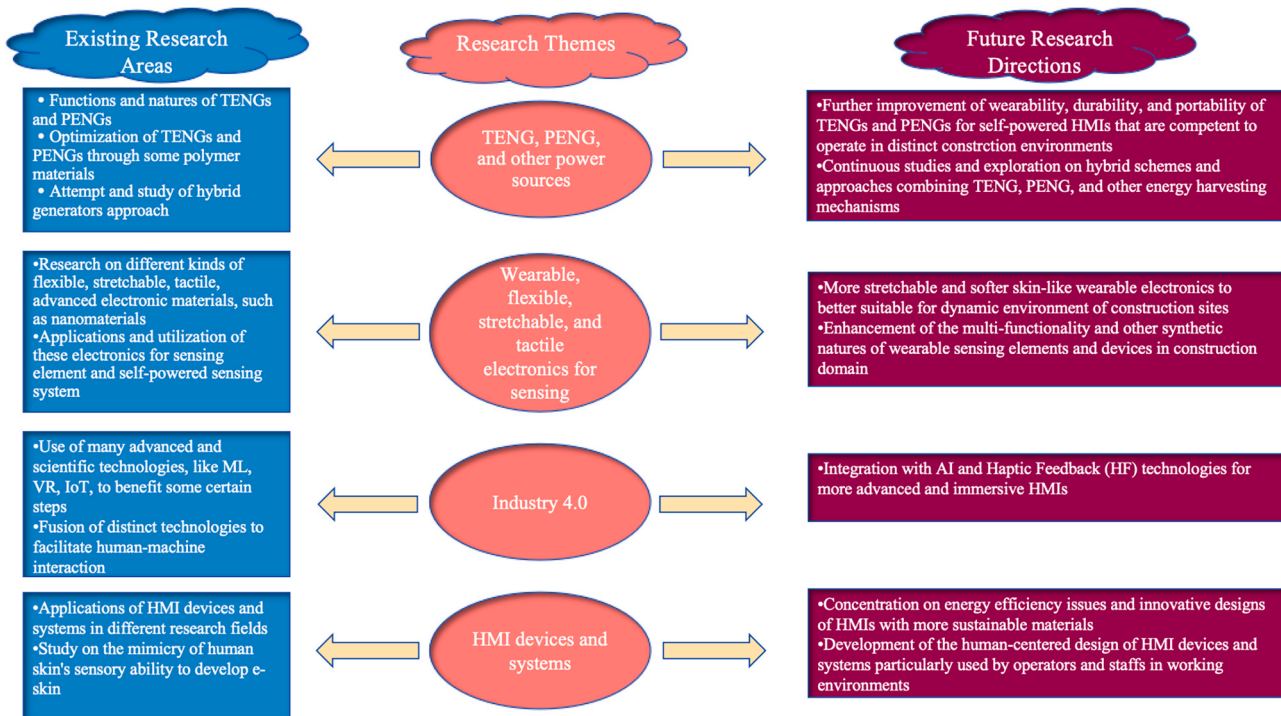 Existing Research
Areas
Research Themes
Future Research
Directions
• Functions and natures of TENGs
and PENGs
• Optimization of TENGs and
PENGs through some polymer
materials
• Attempt and study of hybrid
generators approach
TENG, PENG,
and other power
sources
•Further improvement of wearability, durability, and portability of
TENGs and PENGs for self-powered HMIs that are competent to
operate in distinct constrction environments
•Continuous studies and exploration on hybrid schemes and
approaches combining TENG, PENG, and other energy harvesting
mechanisms
•Research on different kinds of
flexible, stretchable, tactile,
advanced electronic materials, such
as nanomaterials
•Applications and utilization of
these electronics for sensing
element and self-powered sensing
system
Wearable,
flexible,
stretchable, and
tactile
electronics for
sensing
•More stretchable and softer skin-like wearable electronics to
better suitable for dynamic environment of construction sites
•Enhancement of the multi-functionality and other synthetic
natures of wearable sensing elements and devices in construction
domain
•Use of many advanced and
scientific technologies, like ML,
VR, IoT, to benefit some certain
steps
•Fusion of distinct technologies to
facilitate human-machine
interaction
Industry 4.0
•Integration with AI and Haptic Feedback (HF) technologies for
more advanced and immersive HMIs
•Applications of HMI devices and
systems in different research fields
•Study on the mimicry of human
skin's sensory ability to develop e-
skin
HMI devices and
systems
•Concentration on energy efficiency issues and innovative designs
of HMIs with more sustainable materials
•Development of the human-centered design of HMI devices and
systems particularly used by operators and staffs in working
environments